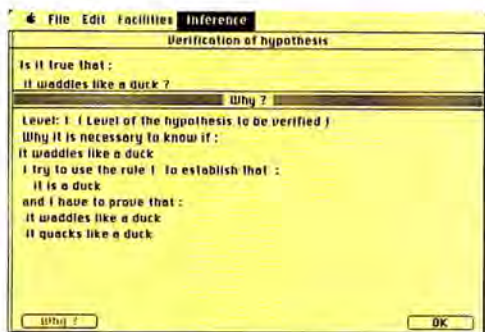 File Edit Facilities Inference
Verification of hypothesis
Is it true that :
it waddles like a duck ?
Why ?
Level: 1 ( Level of the hypothesis to be verified )
Why it is necessary to know if :
it waddles like a duck
I try to use the rule 1 to establish that :
it is a duck
and I have to prove that :
it waddles like a duck
it quacks like a duck
Why ? OK